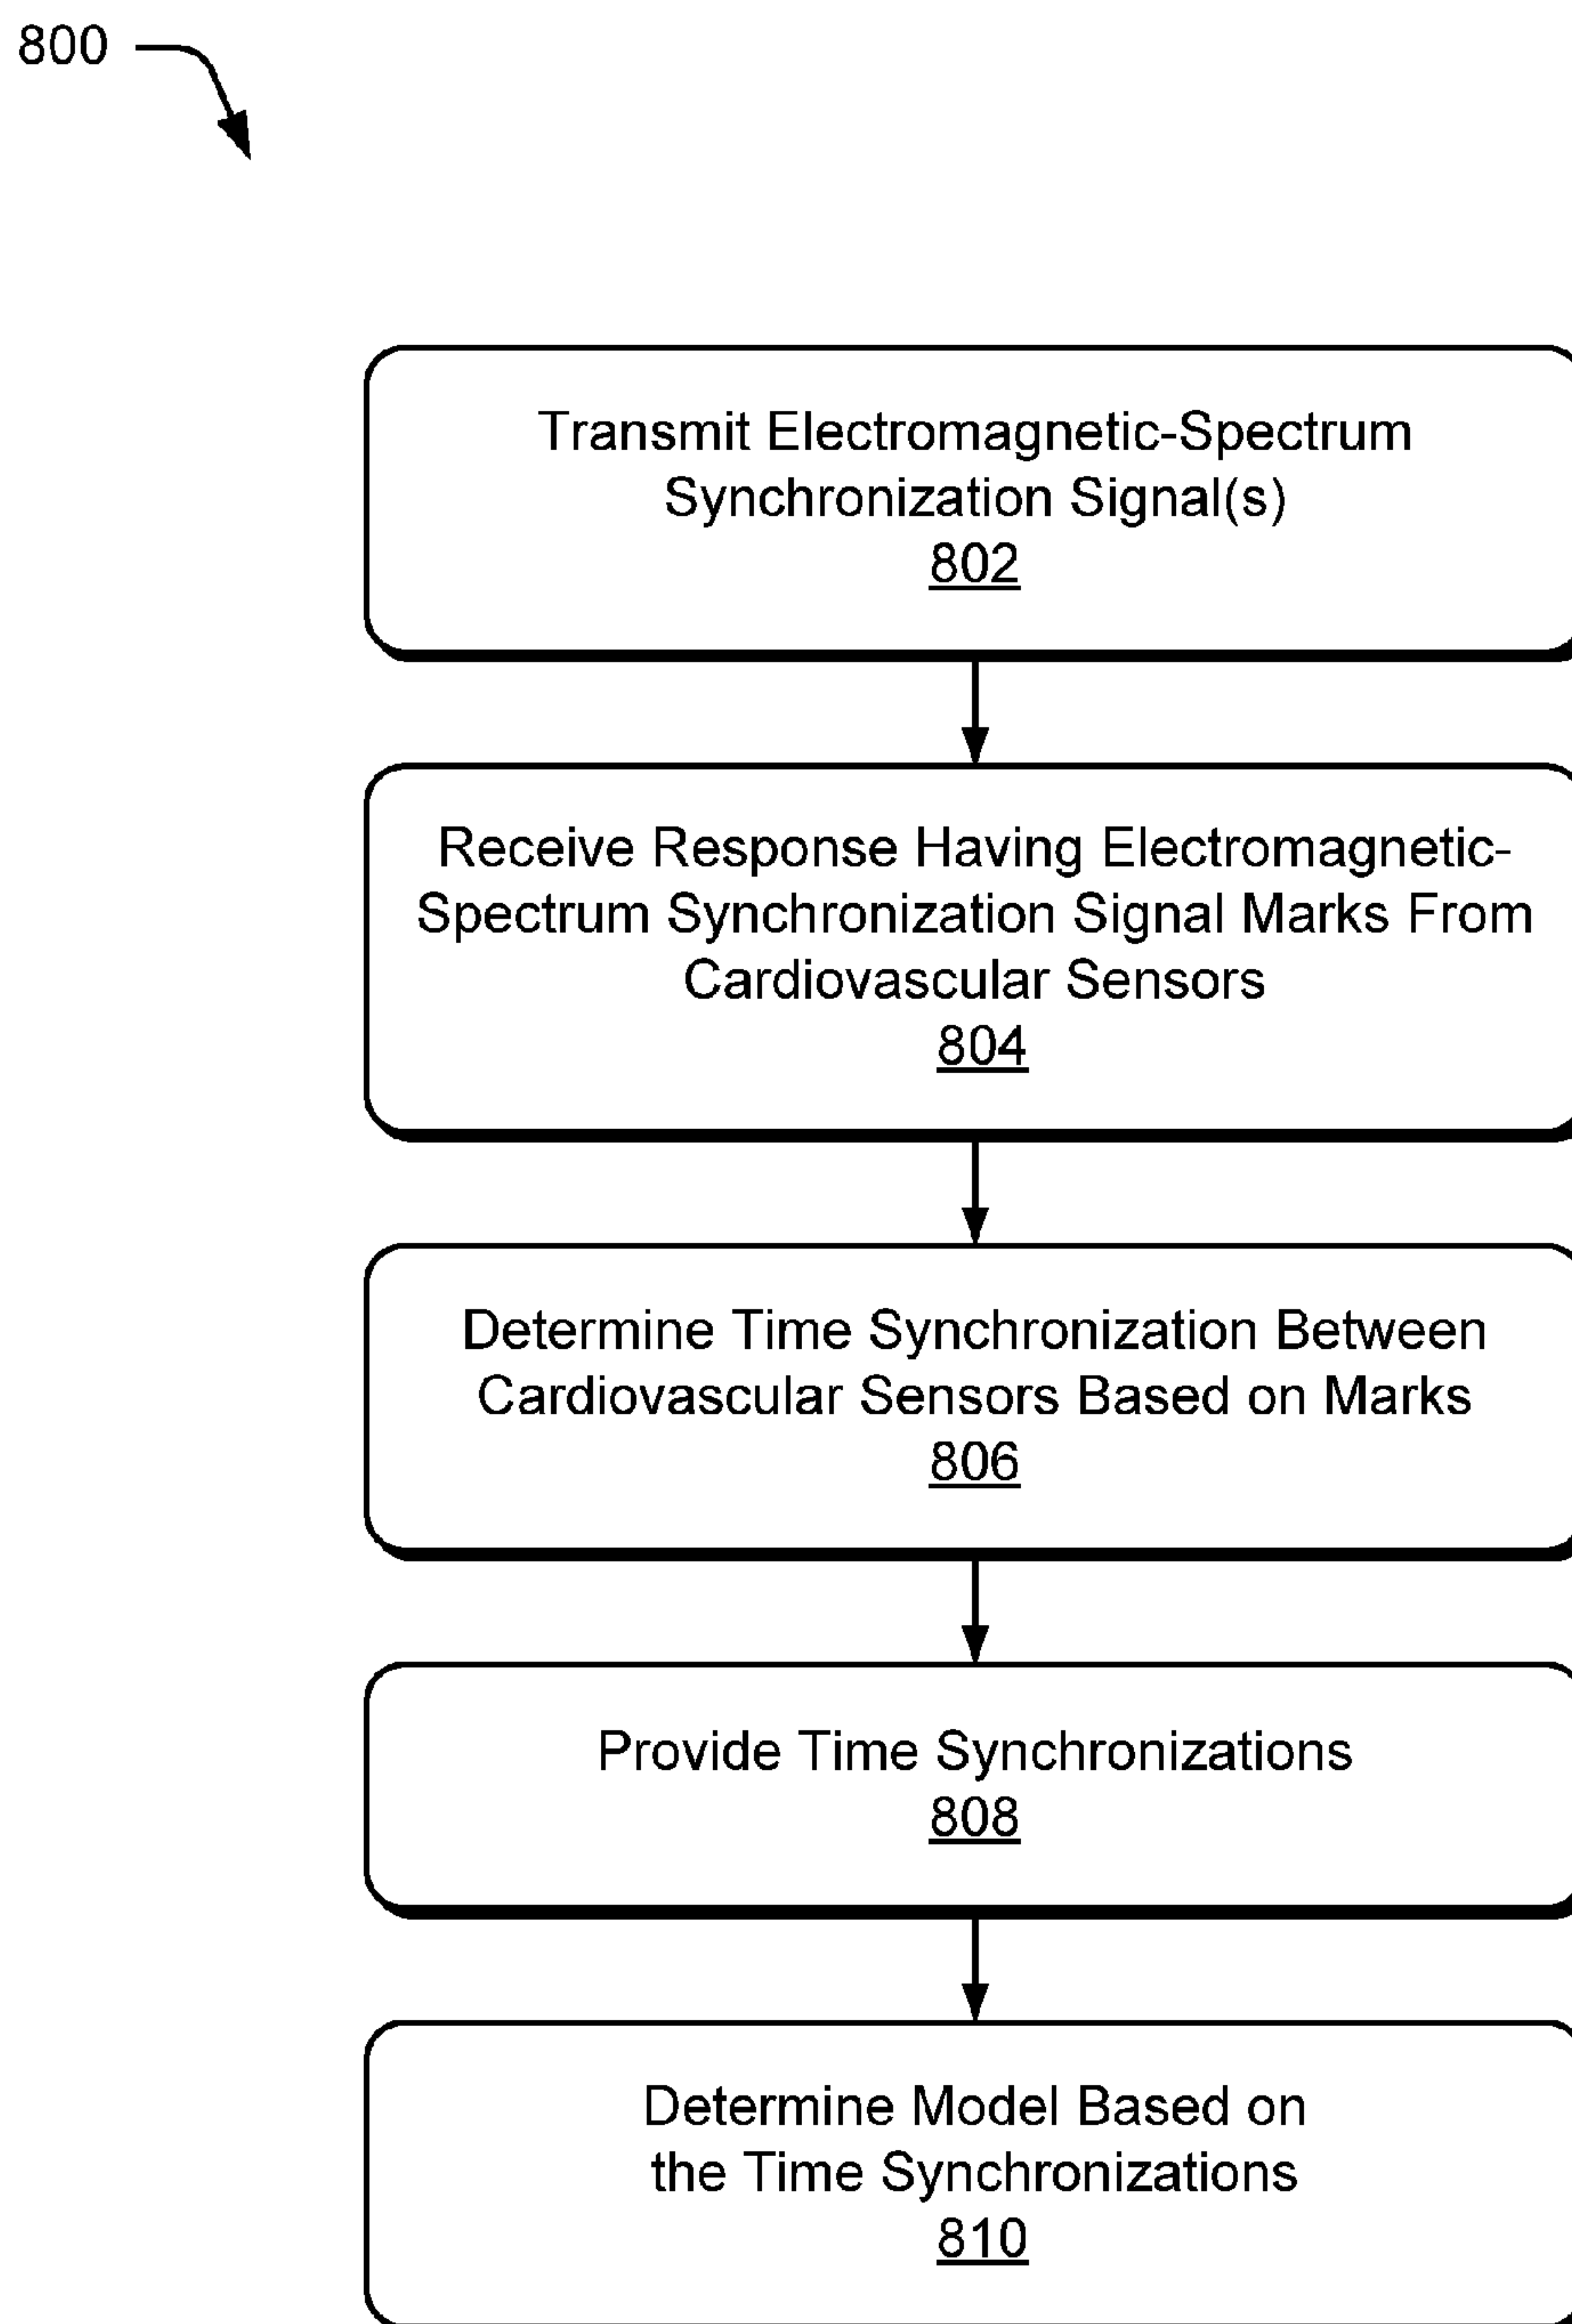 800
Transmit Electromagnetic-Spectrum
Synchronization Signal(s)
802
Receive Response Having Electromagnetic-
Spectrum Synchronization Signal Marks From
Cardiovascular Sensors
804
Determine Time Synchronization Between
Cardiovascular Sensors Based on Marks
806
Provide Time Synchronizations
808
Determine Model Based on
the Time Synchronizations
810